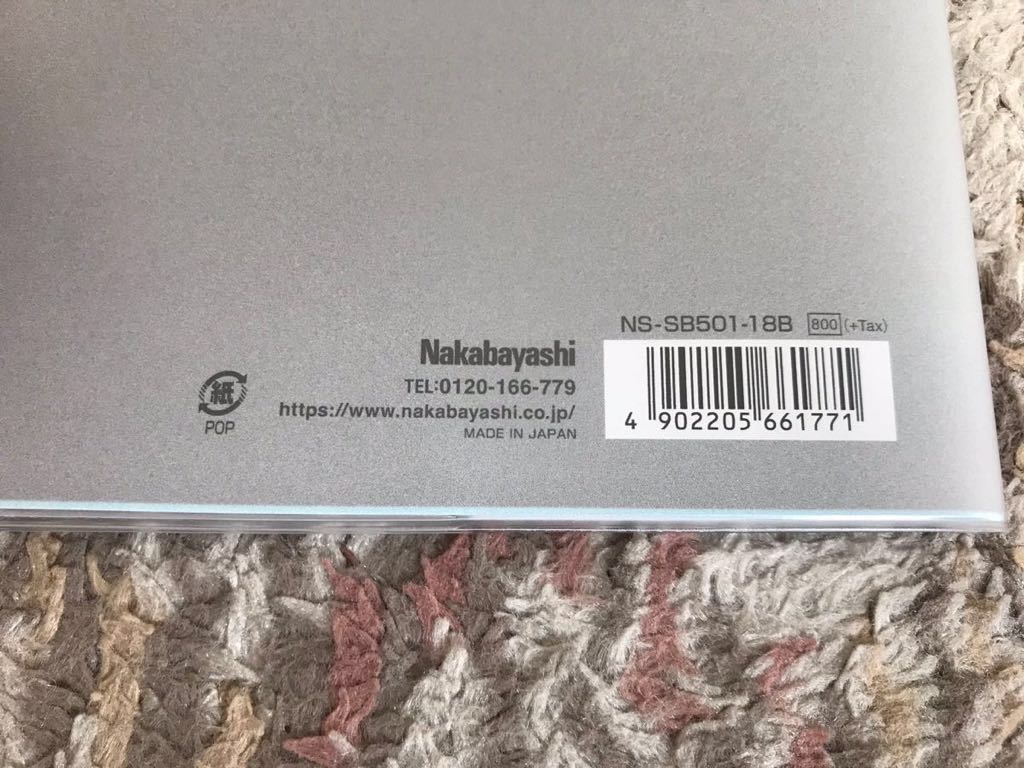 NS-SB501-18B 800 (+Tax)
Nakabayashi
TEL:0120-166-779
https://www.nakabayashi.co.jp/
MADE IN JAPAN
紙
POP
4 902205 661771